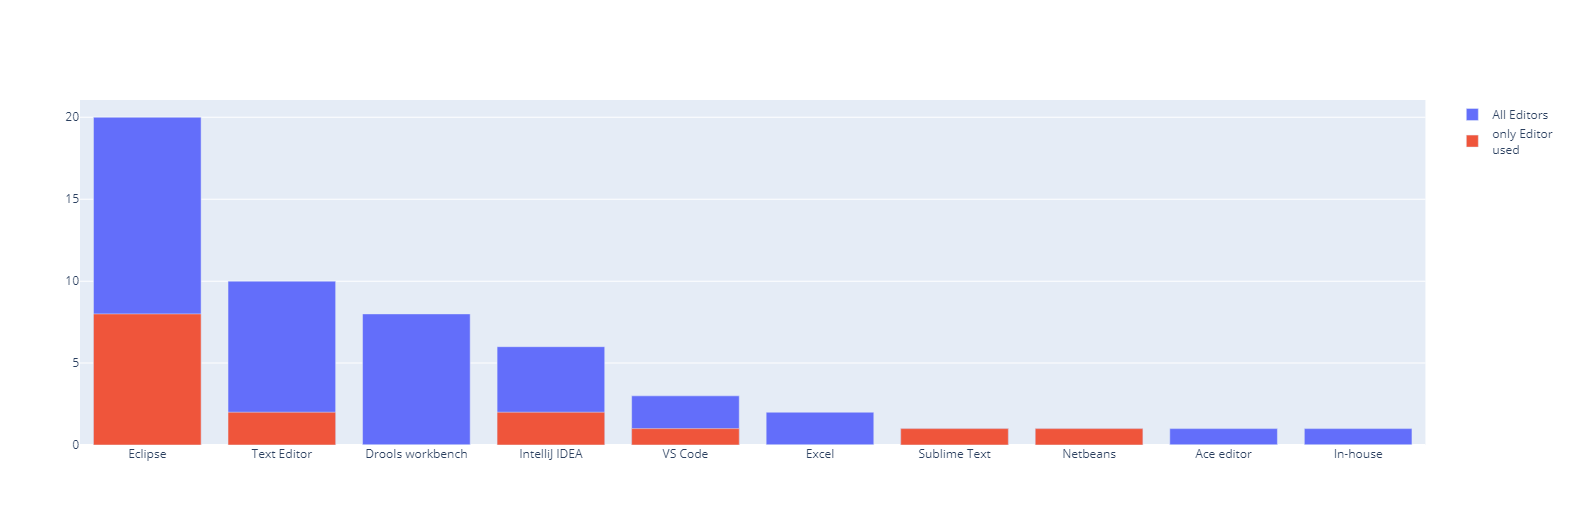 20
15
10
5
0
Eclipse
Text Editor
Drools workbench
IntelliJ IDEA
VS Code
Excel
Sublime Text
Netbeans
Ace editor
In-house
All Editors
only Editor
used